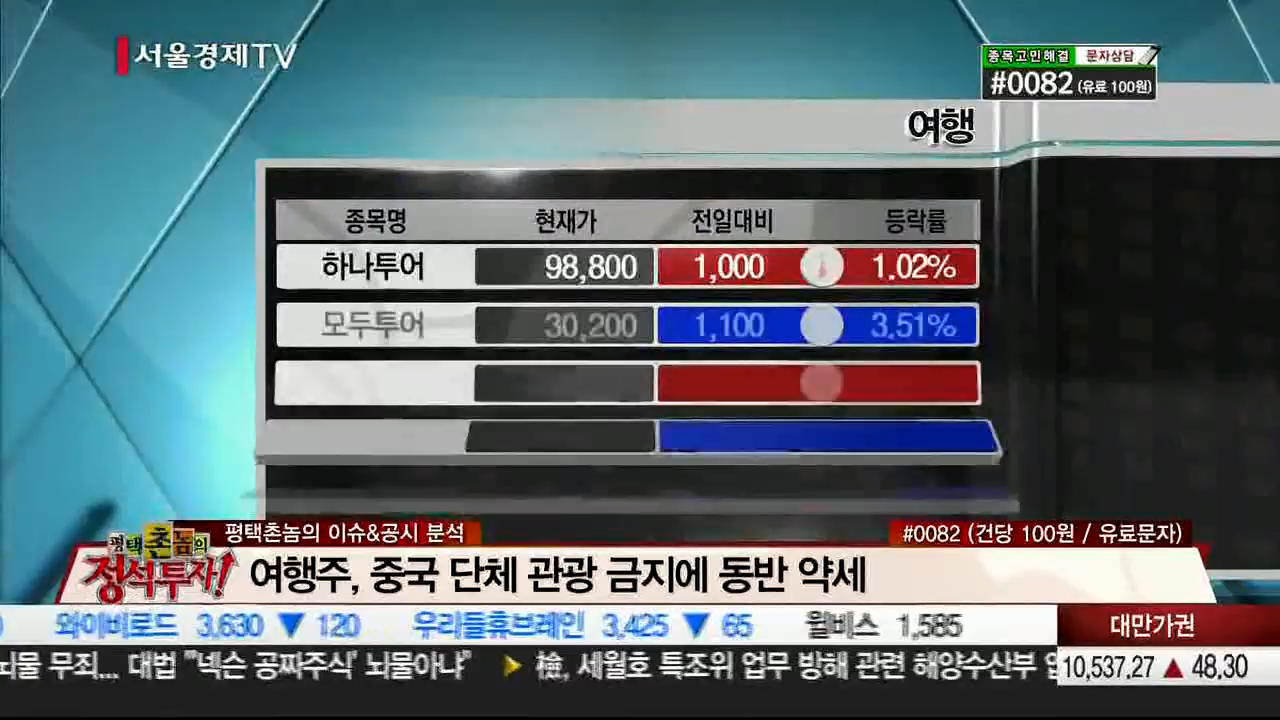 서울경제TV
종목고민해결 문자상담
#0082 (유료 100원)
여행
종목명 현재가 전일대비 등락률
하나투어 98,800 1,000 1.02%
모두투어 30,200 1,100 3.51%
평택촌놈의 정석투자!
평택촌놈의 이슈&공시 분석
#0082 (건당 100원 / 유료문자)
여행주, 중국 단체 관광 금지에 동반 약세
와이비로드 3,630 ▼ 120 우리들휴브레인 3,425 ▼ 65 윌비스 1,585
대만가권
뇌물 무죄... 대법 "'넥슨 공짜주식' 뇌물아냐" ▶ 檢, 세월호 특조위 업무 방해 관련 해양수산부
10,537.27 ▲ 48.30